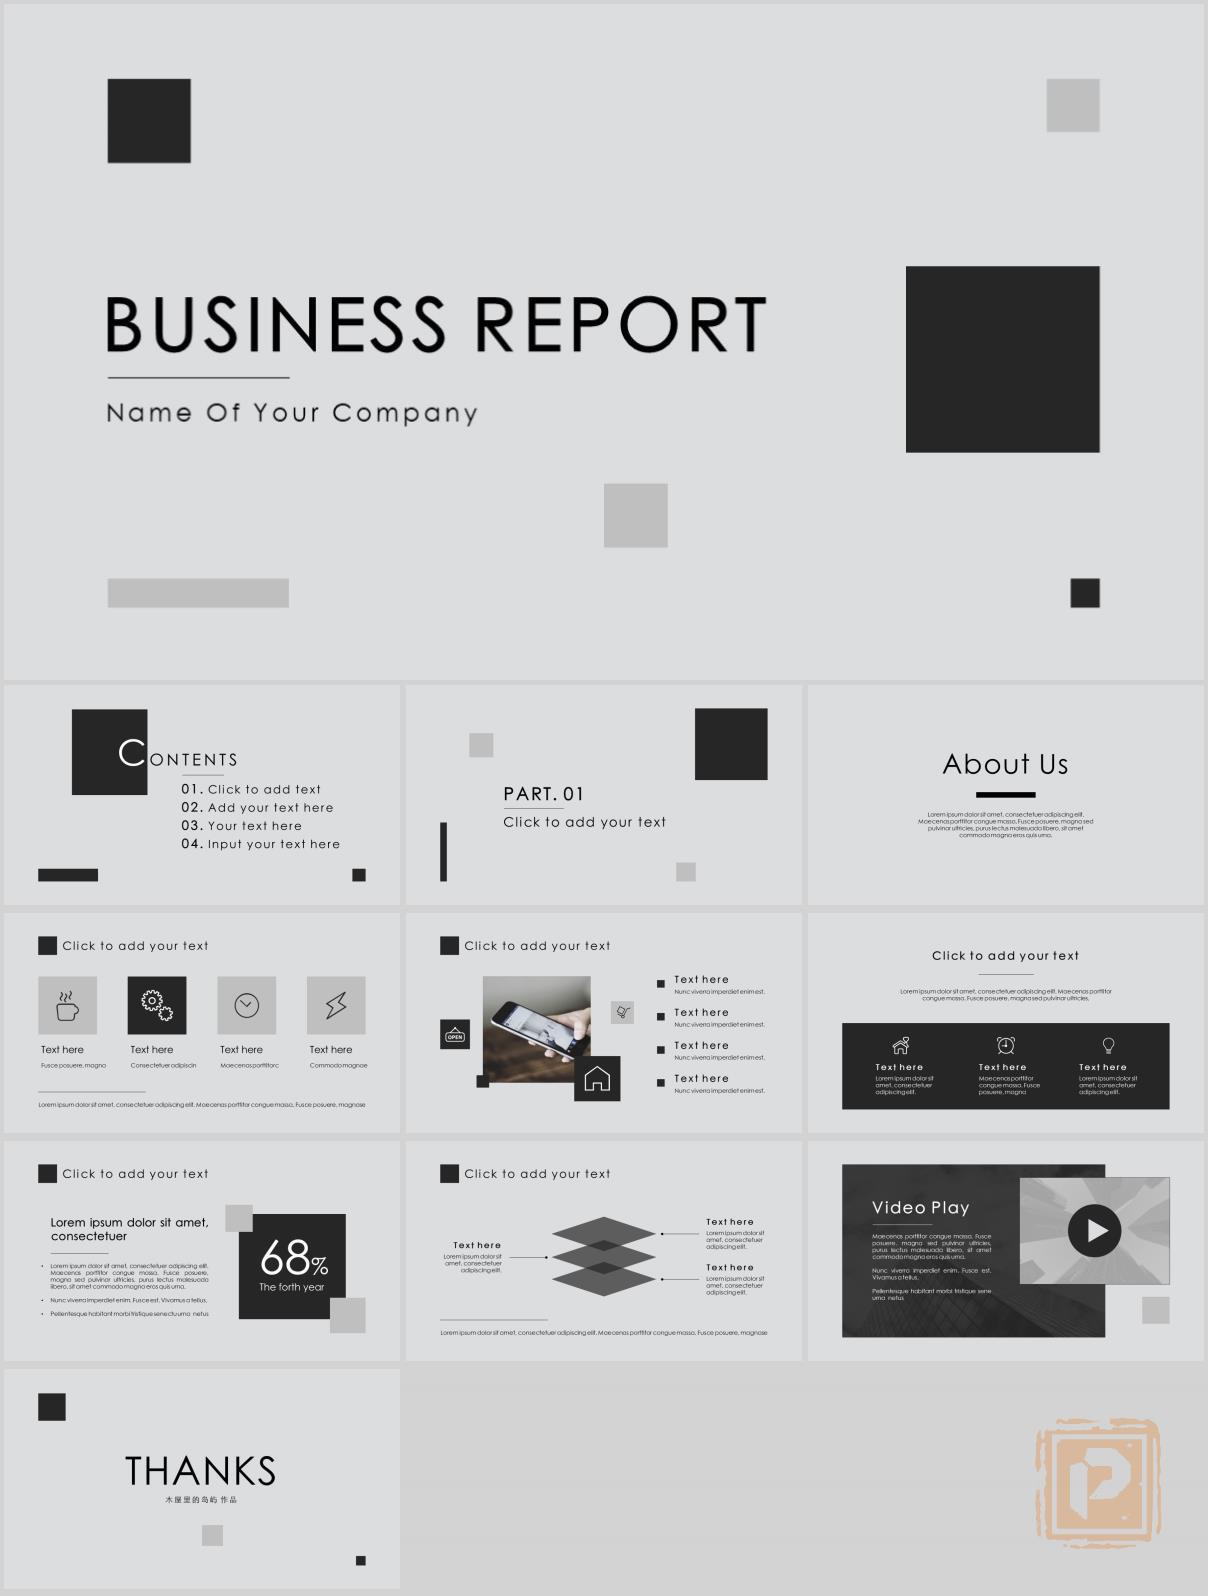 BUSINESS REPORT
Name Of Your Company
CONTENTS
01. Click to add text
02. Add your text here
03. Your text here
04. Input your text here
PART. 01
Click to add your text
About Us
Lorem ipsum dolor sit amet, consectetuer adipiscing elit.
Maecenas porttitor congue massa. Fusce posuere, magna sed
pulvinar ultricies, purus lectus malesuada libero, sit amet
commodo magna eros quis urna.
Click to add your text
Text here
Fusce posuere, magna
Text here
Consectetuer adipiscin
Text here
Maecenas porttitorc
Text here
Commodo magnae
Lorem ipsum dolor sit amet, consectetuer adipiscing elit. Maecenas porttitor congue massa. Fusce posuere, magnase
Click to add your text
OPEN
Text here
Nunc viverra imperdiet enim est.
Text here
Nunc viverra imperdiet enim est.
Text here
Nunc viverra imperdiet enim est.
Text here
Nunc viverra imperdiet enim est.
Click to add your text
Lorem ipsum dolor sit amet, consectetuer adipiscing elit. Maecenas porttitor
congue massa. Fusce posuere, magna sed pulvinar ultricies,
Text here
Lorem ipsum dolor sit
amet, consectetuer
adipiscing elit.
Text here
Maecenas porttitor
congue massa. Fusce
posuere, magna
Text here
Lorem ipsum dolor sit
amet, consectetuer
adipiscing elit.
Click to add your text
Lorem ipsum dolor sit amet,
consectetuer
• Lorem ipsum dolor sit amet, consectetuer adipiscing elit.
Maecenas porttitor congue massa. Fusce posuere,
magna sed pulvinar ultricies, purus lectus malesuada
libero, sit amet commodo magna eros quis urna.
• Nunc viverra imperdiet enim. Fusce est. Vivamus a tellus.
• Pellentesque habitant morbi tristique senectu urna netus
68%
The forth year
Click to add your text
Text here
Lorem ipsum dolor sit
amet, consectetuer
adipiscing elit.
Text here
Lorem ipsum dolor sit
amet, consectetuer
adipiscing elit.
Text here
Lorem ipsum dolor sit
amet, consectetuer
adipiscing elit.
Lorem ipsum dolor sit amet, consectetuer adipiscing elit. Maecenas porttitor congue massa. Fusce posuere, magnase
Video Play
Maecenas porttitor congue massa. Fusce
posuere, magna sed pulvinar ultricies,
purus lectus malesuada libero, sit amet
commodo magna eros quis urna.
Nunc viverra imperdiet enim. Fusce est.
Vivamus a tellus.
Pellentesque habitant morbi tristique sene
urna netus
THANKS
木屋里的岛屿 作品
P